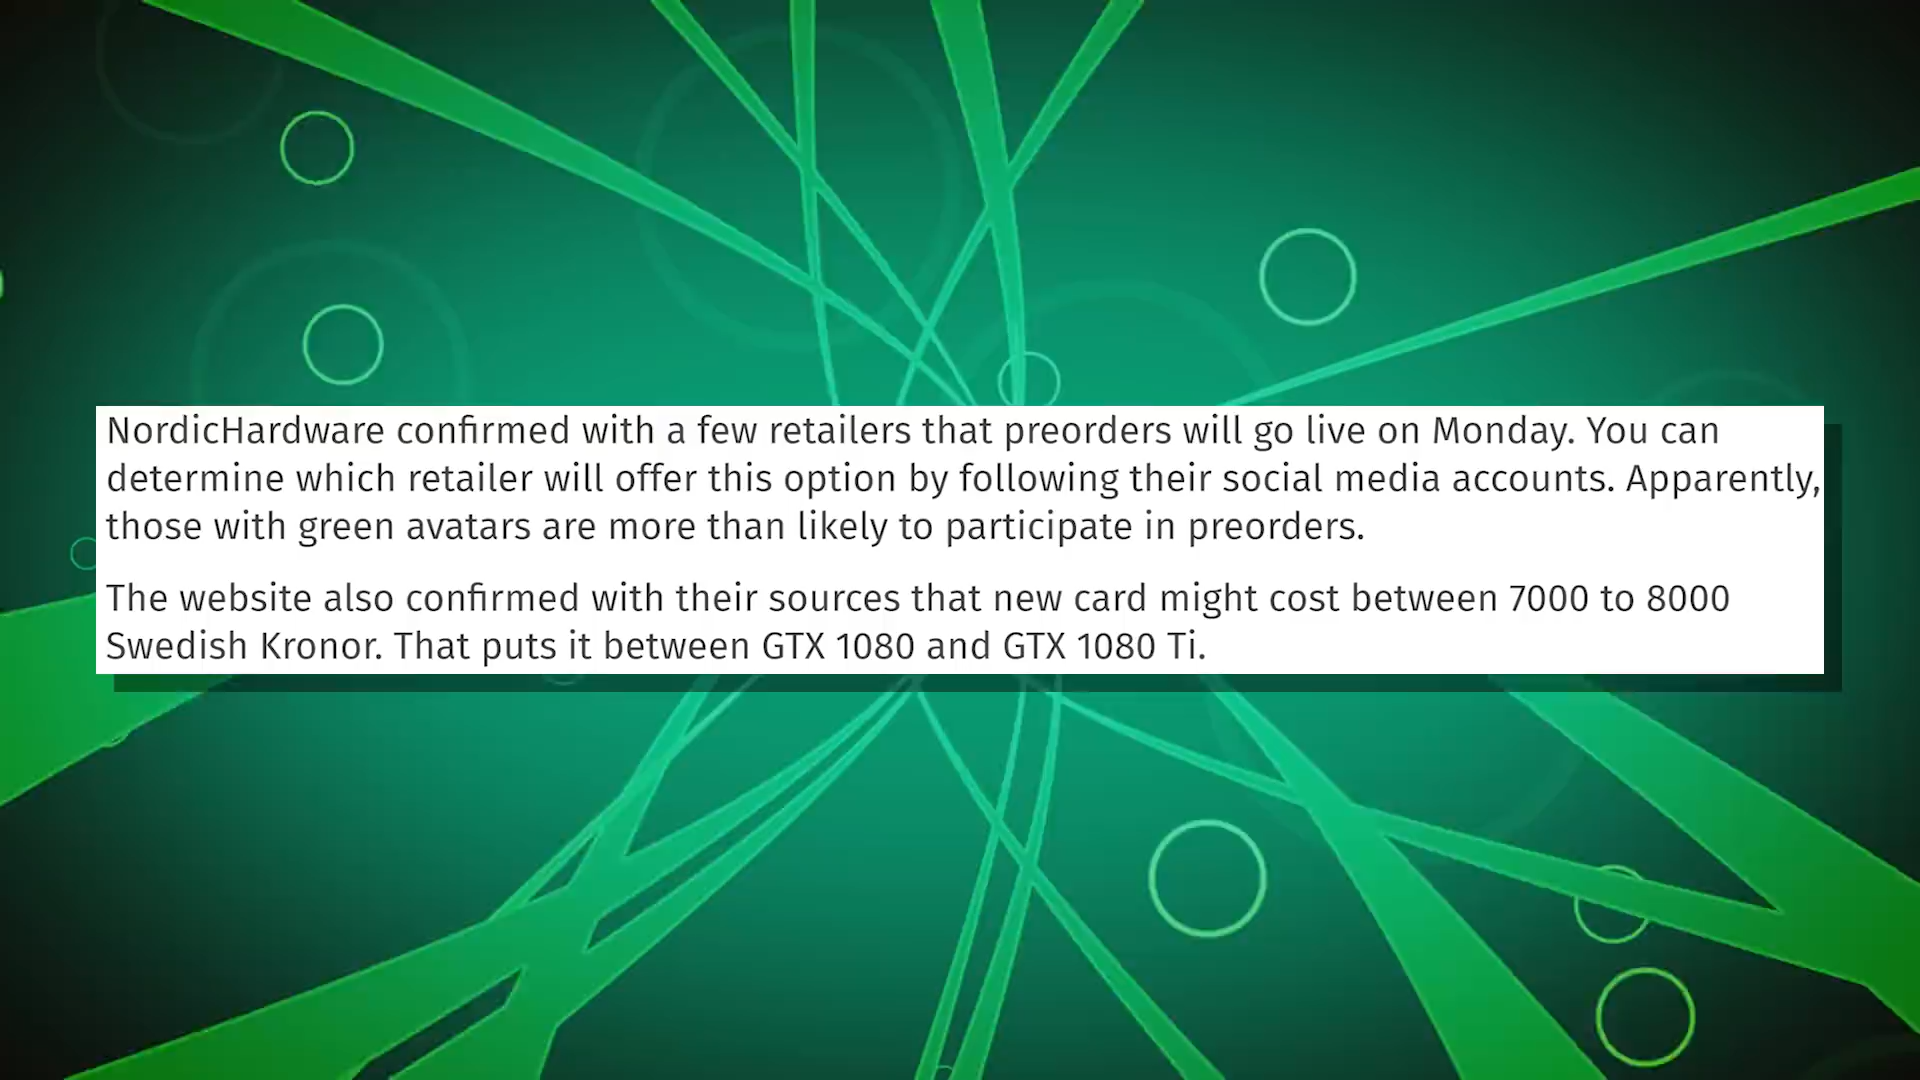 NordicHardware confirmed with a few retailers that preorders will go live on Monday. You can
determine which retailer will offer this option by following their social media accounts. Apparently,
those with green avatars are more than likely to participate in preorders.
The website also confirmed with their sources that new card might cost between 7000 to 8000
Swedish Kronor. That puts it between GTX 1080 and GTX 1080 Ti.